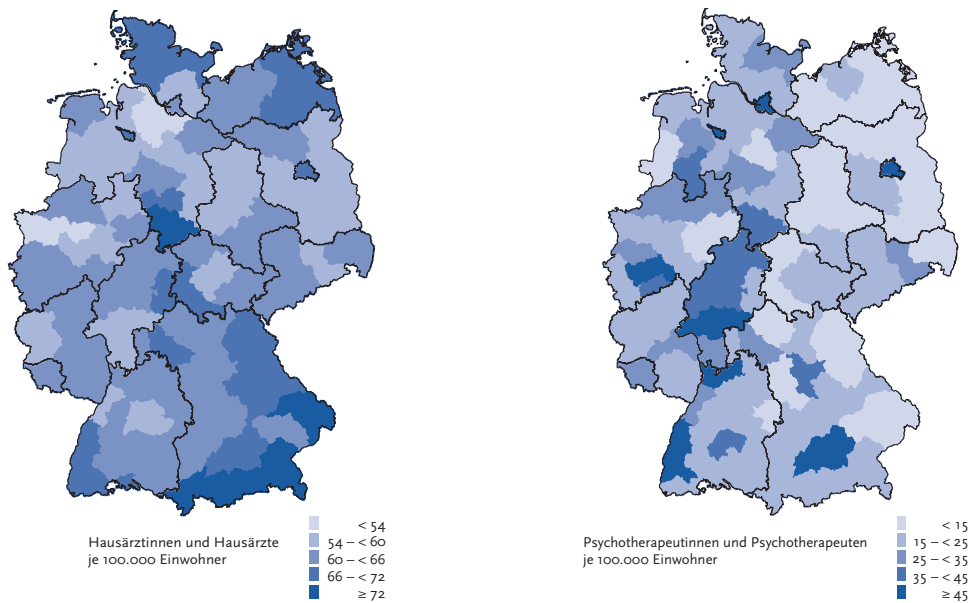 Hausärztinnen und Hausärzte
je 100.000 Einwohner
< 54
54 – < 60
60 – < 66
66 – < 72
≥ 72
Psychotherapeutinnen und Psychotherapeuten
je 100.000 Einwohner
< 15
15 – < 25
25 – < 35
35 – < 45
≥ 45